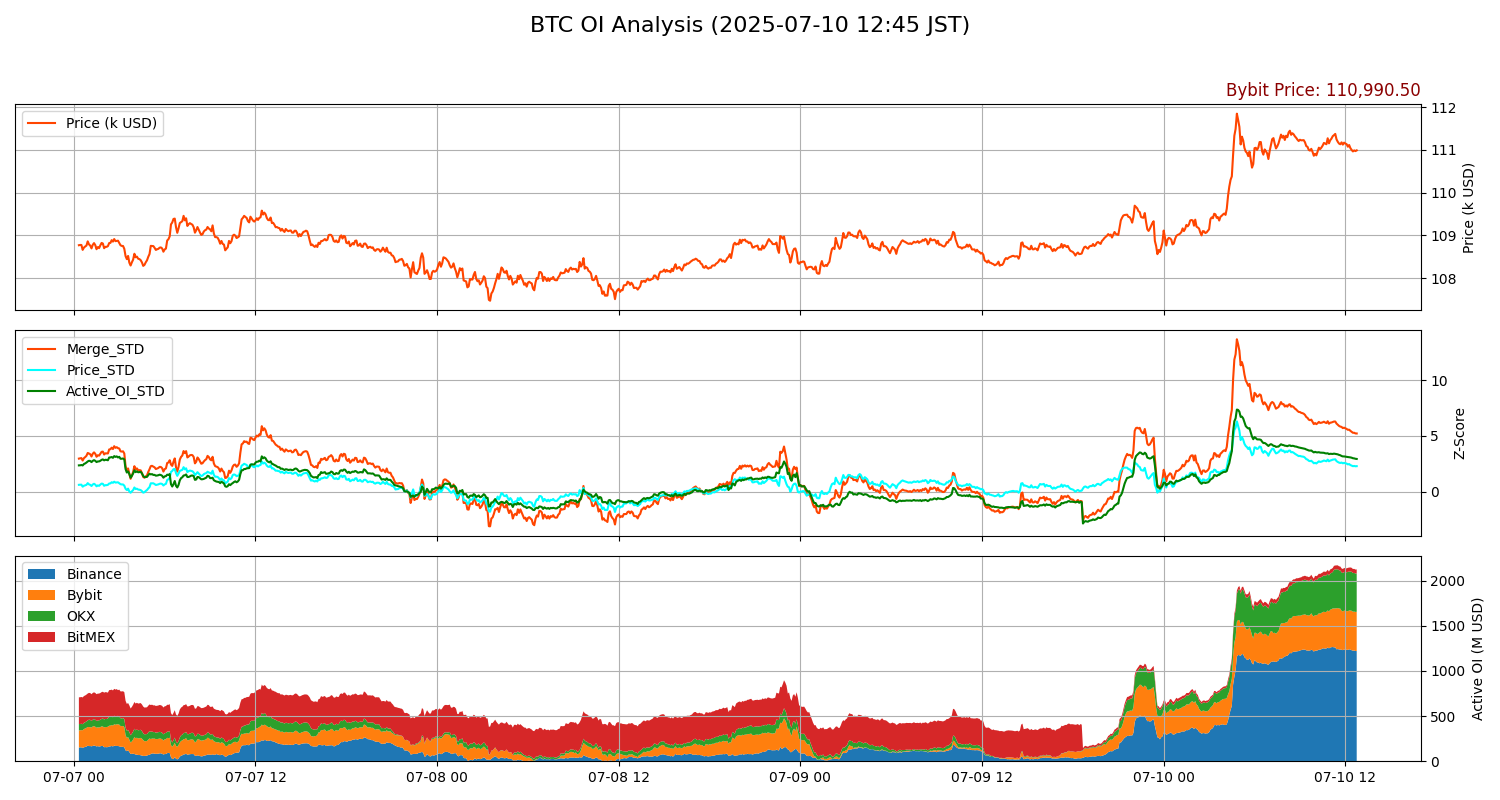 BTC OI Analysis (2025-07-10 12:45 JST)
Bybit Price: 110,990.50
Price (k USD)
112
111
110
109
108
Price (k USD)
Merge_STD
Price_STD
Active_OI_STD
10
5
0
Z-Score
Binance
Bybit
OKX
BitMEX
2000
1500
1000
500
0
Active OI (M USD)
07-07 00
07-07 12
07-08 00
07-08 12
07-09 00
07-09 12
07-10 00
07-10 12